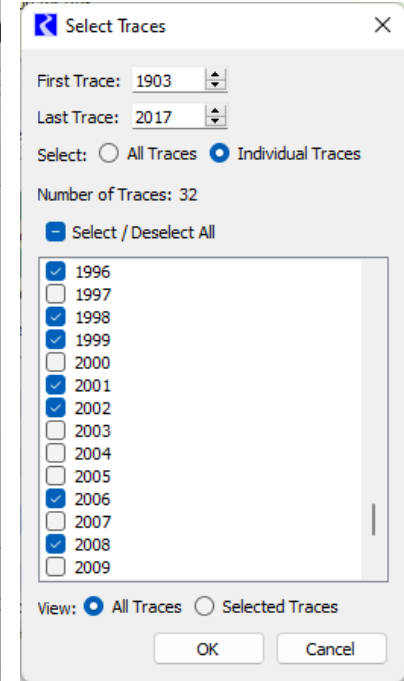 Select Traces
First Trace: 1903
Last Trace: 2017
Select: All Traces Individual Traces
Number of Traces: 32
Select / Deselect All
1996
1997
1998
1999
2000
2001
2002
2003
2004
2005
2006
2007
2008
2009
View: All Traces Selected Traces
OK Cancel